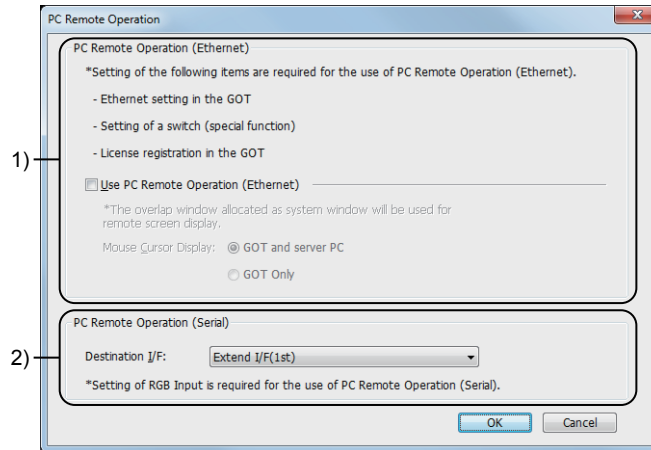 PC Remote Operation
PC Remote Operation (Ethernet)
*Setting of the following items are required for the use of PC Remote Operation (Ethernet).
- Ethernet setting in the GOT
- Setting of a switch (special function)
1)
- License registration in the GOT
Use PC Remote Operation (Ethernet)
*The overlap window allocated as system window will be used for
remote screen display.
Mouse Cursor Display: GOT and server PC
GOT Only
PC Remote Operation (Serial)
2)
Destination I/F: Extend I/F(1st)
*Setting of RGB Input is required for the use of PC Remote Operation (Serial).
OK Cancel